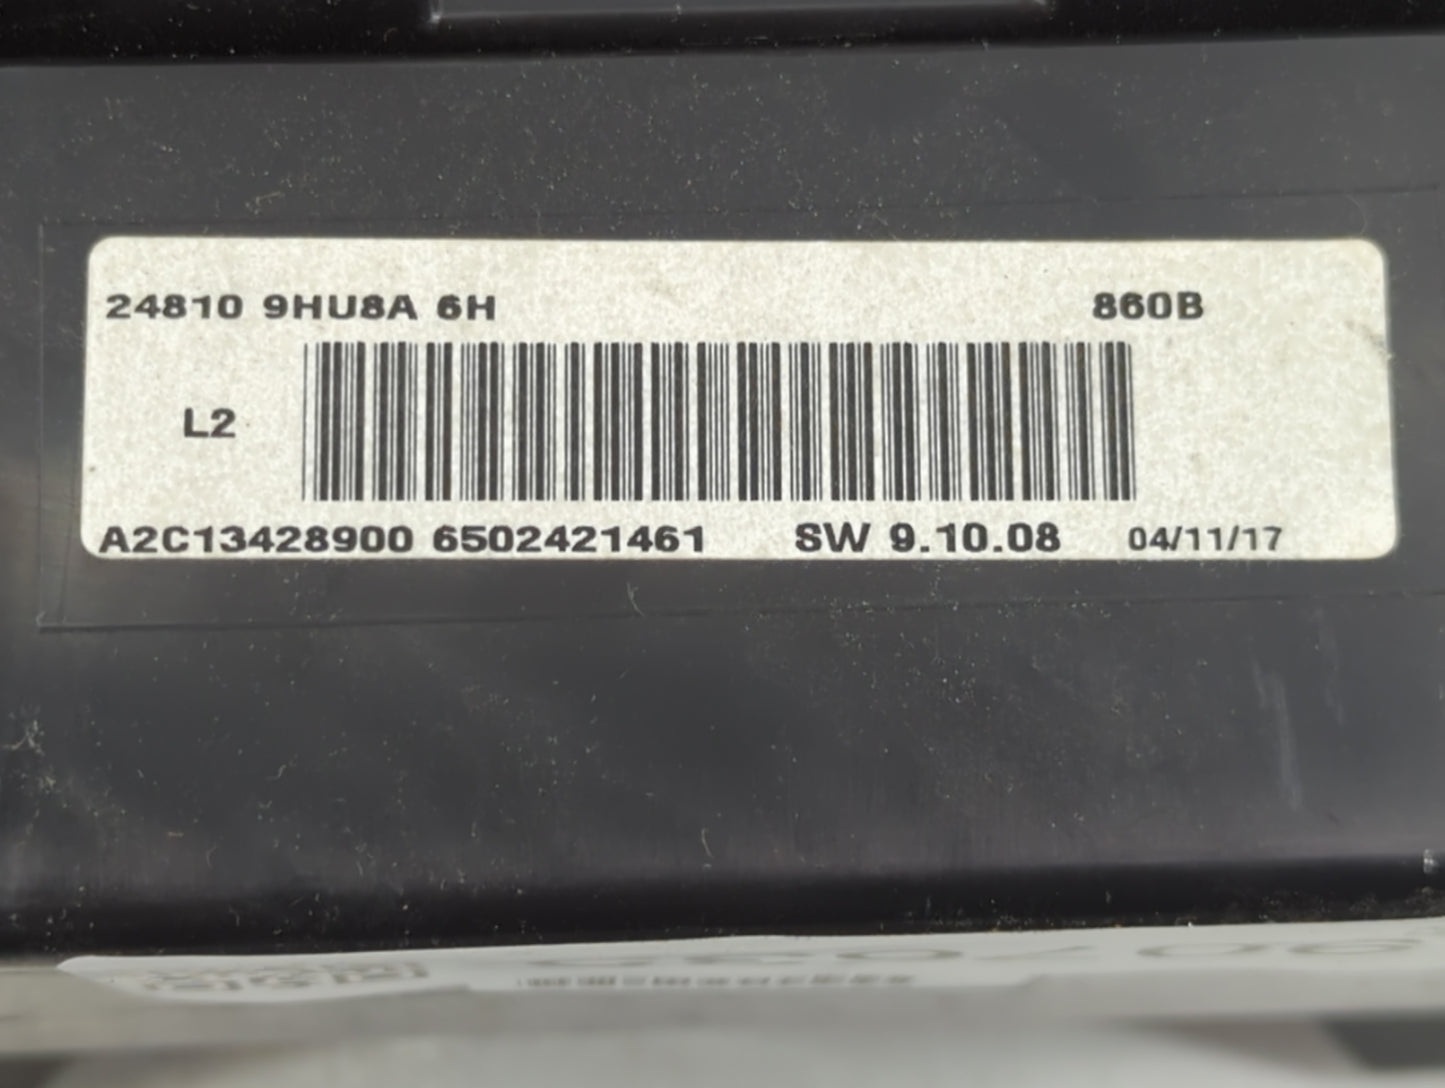 24810 9HU8A 6H 860B
L2
A2C13428900 6502421461 SW 9.10.08 04/11/17